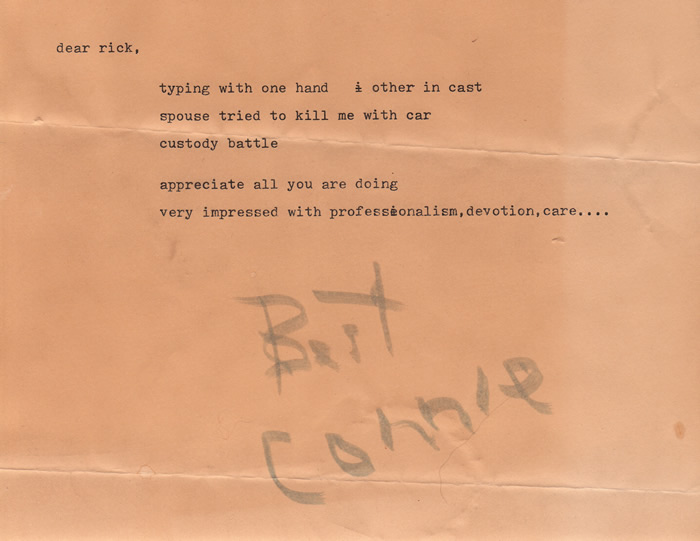 dear rick,
typing with one hand i other in cast
spouse tried to kill me with car
custody battle
appreciate all you are doing
very impressed with professionalism,devotion,care....
Best
Connie